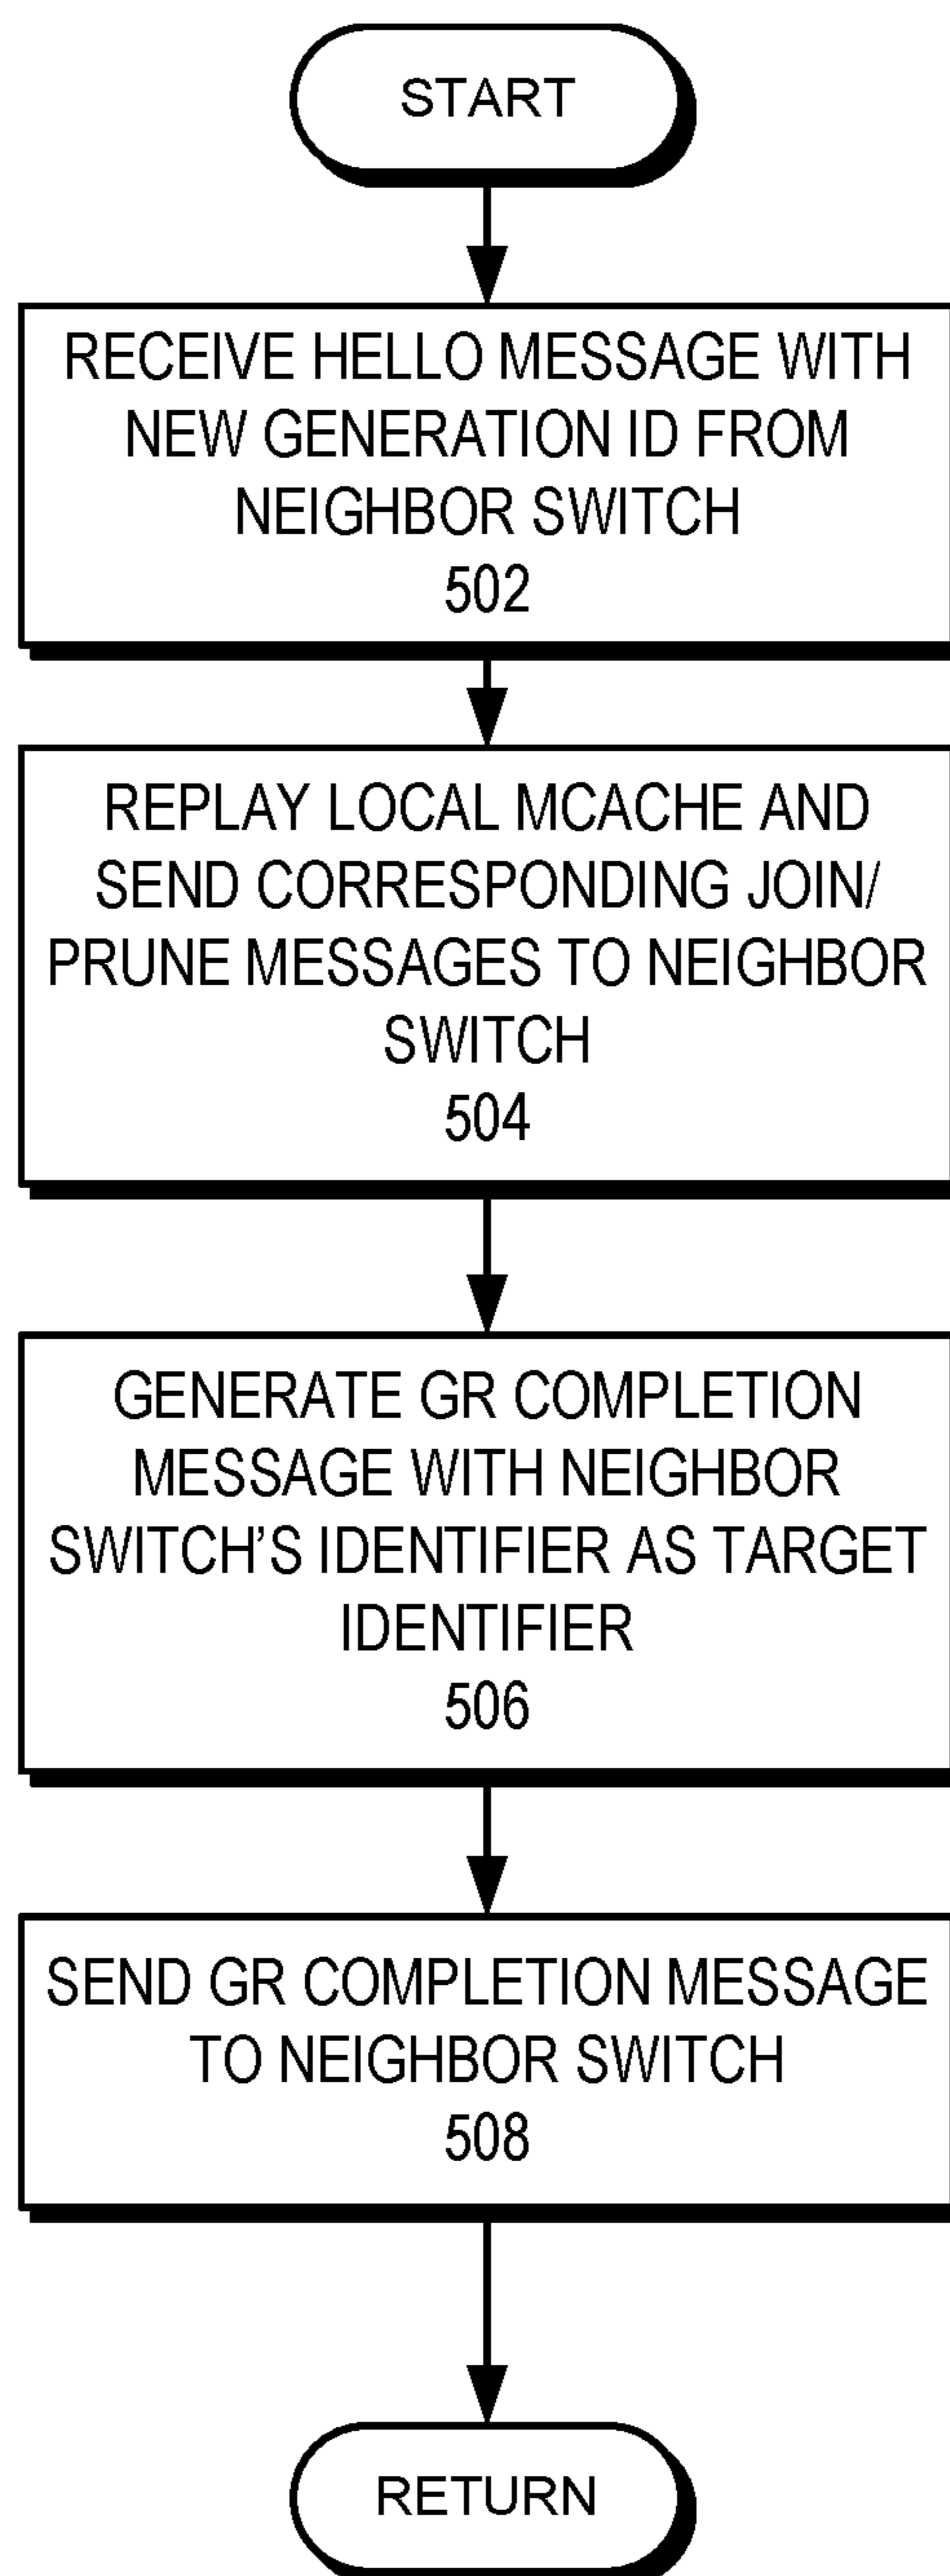 START
RECEIVE HELLO MESSAGE WITH
NEW GENERATION ID FROM
NEIGHBOR SWITCH
502
REPLAY LOCAL MCACHE AND
SEND CORRESPONDING JOIN/
PRUNE MESSAGES TO NEIGHBOR
SWITCH
504
GENERATE GR COMPLETION
MESSAGE WITH NEIGHBOR
SWITCH’S IDENTIFIER AS TARGET
IDENTIFIER
506
SEND GR COMPLETION MESSAGE
TO NEIGHBOR SWITCH
508
RETURN